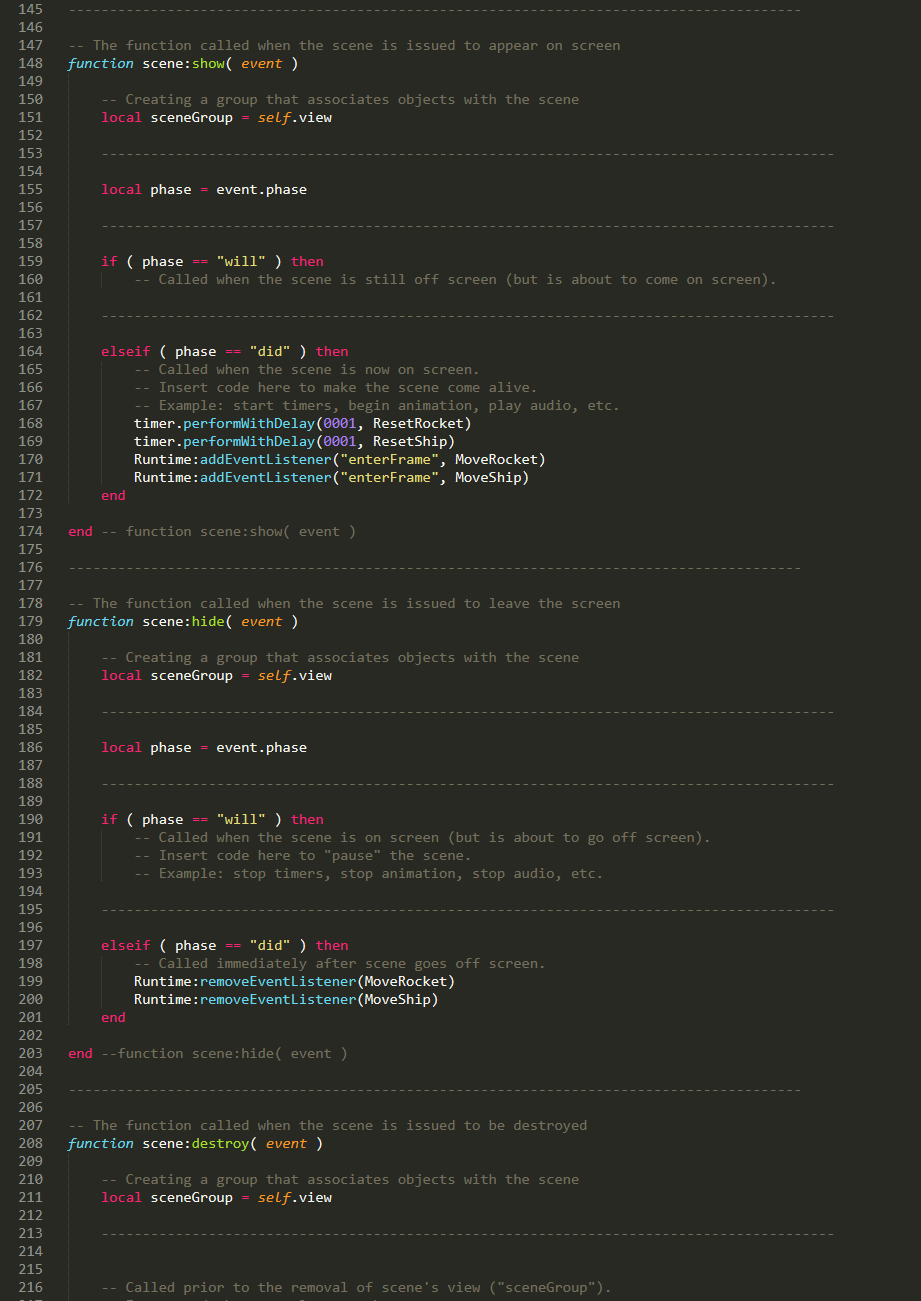 145 -----------------------------------------------------------------------------------------
146
147 -- The function called when the scene is issued to appear on screen
148 function scene:show( event )
149
150     -- Creating a group that associates objects with the scene
151     local sceneGroup = self.view
152
153     -----------------------------------------------------------------------------------------
154
155     local phase = event.phase
156
157     -----------------------------------------------------------------------------------------
158
159     if ( phase == "will" ) then
160         -- Called when the scene is still off screen (but is about to come on screen).
161
162     -----------------------------------------------------------------------------------------
163
164     elseif ( phase == "did" ) then
165         -- Called when the scene is now on screen.
166         -- Insert code here to make the scene come alive.
167         -- Example: start timers, begin animation, play audio, etc.
168         timer.performWithDelay(0001, ResetRocket)
169         timer.performWithDelay(0001, ResetShip)
170         Runtime:addEventListener("enterFrame", MoveRocket)
171         Runtime:addEventListener("enterFrame", MoveShip)
172     end
173
174 end -- function scene:show( event )
175
176 -----------------------------------------------------------------------------------------
177
178 -- The function called when the scene is issued to leave the screen
179 function scene:hide( event )
180
181     -- Creating a group that associates objects with the scene
182     local sceneGroup = self.view
183
184     -----------------------------------------------------------------------------------------
185
186     local phase = event.phase
187
188     -----------------------------------------------------------------------------------------
189
190     if ( phase == "will" ) then
191         -- Called when the scene is on screen (but is about to go off screen).
192         -- Insert code here to "pause" the scene.
193         -- Example: stop timers, stop animation, stop audio, etc.
194
195     -----------------------------------------------------------------------------------------
196
197     elseif ( phase == "did" ) then
198         -- Called immediately after scene goes off screen.
199         Runtime:removeEventListener(MoveRocket)
200         Runtime:removeEventListener(MoveShip)
201     end
202
203 end --function scene:hide( event )
204
205 -----------------------------------------------------------------------------------------
206
207 -- The function called when the scene is issued to be destroyed
208 function scene:destroy( event )
209
210     -- Creating a group that associates objects with the scene
211     local sceneGroup = self.view
212
213     -----------------------------------------------------------------------------------------
214
215
216     -- Called prior to the removal of scene's view ("sceneGroup").